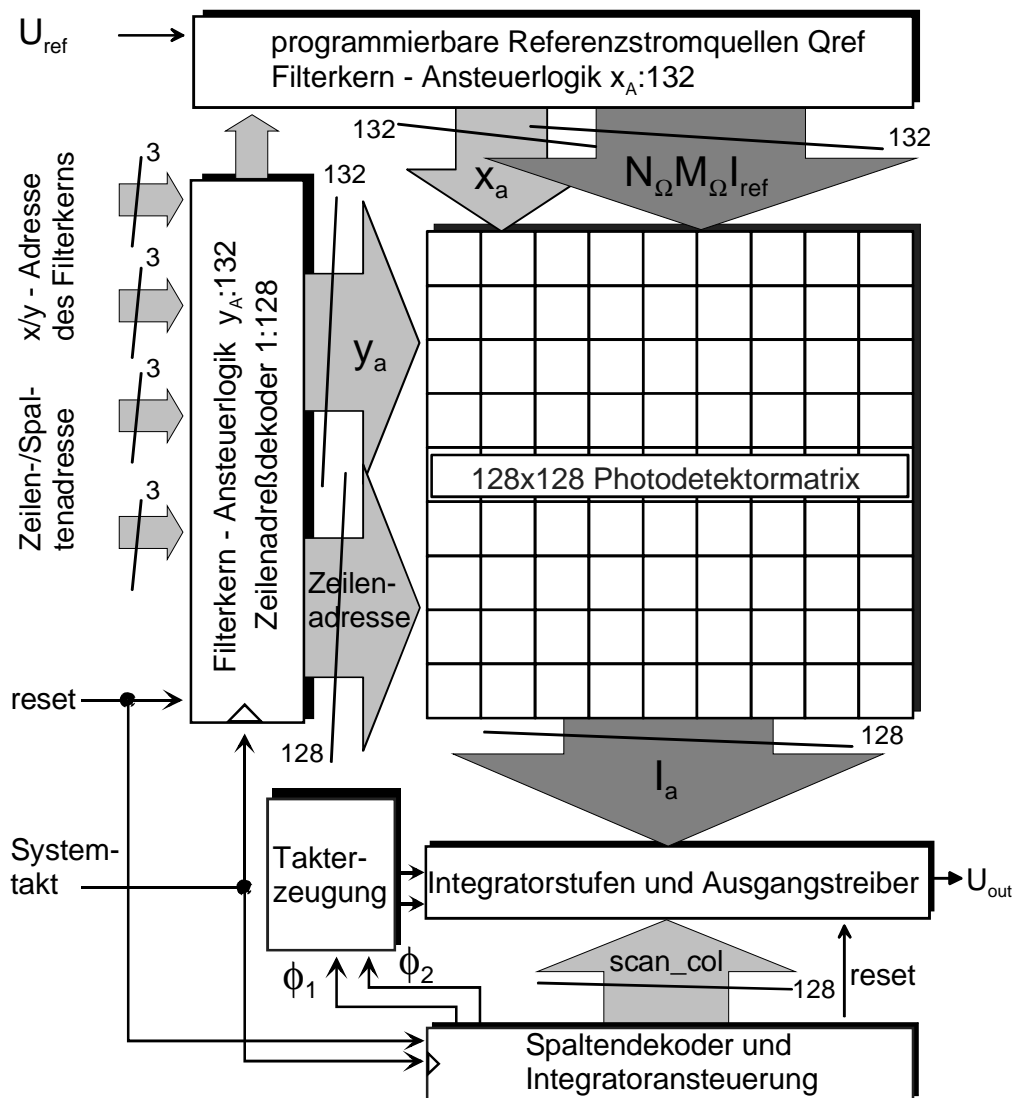 U_ref
programmierbare Referenzstromquellen Qref
Filterkern - Ansteuerlogik x_A:132
132
132
x_a
N_Ω M_Ω I_ref
3
3
3
3
x/y - Adresse
des Filterkerns
Zeilen-/Spal-
tenadresse
Filterkern - Ansteuerlogik y_A:132
Zeilenadreßdekoder 1:128
132
y_a
128x128 Photodetektormatrix
Zeilen-
adresse
reset
128
128
I_a
System-
takt
Takter-
zeugung
Integratorstufen und Ausgangstreiber
U_out
ϕ_1
ϕ_2
scan_col
128
reset
Spaltendekoder und
Integratoransteuerung